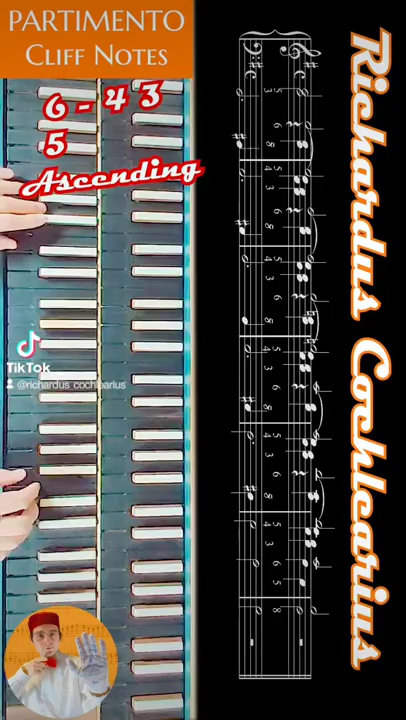 PARTIMENTO
CLIFF NOTES
6 - 4 3
5
Ascending
TikTok
@richardus_cochlearius
Richardus Cochlearius